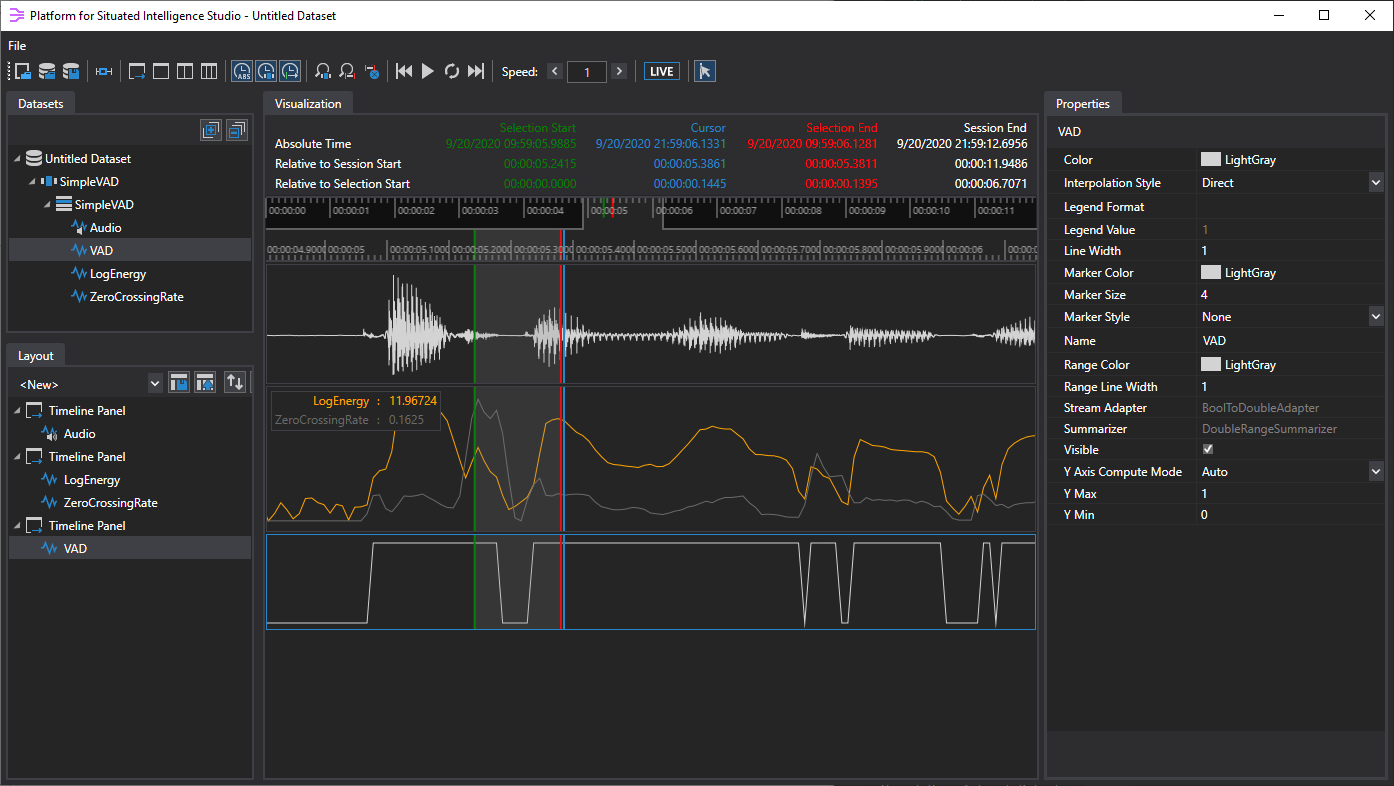 Platform for Situated Intelligence Studio - Untitled Dataset
File
ABS
Speed: 1 LIVE
Datasets
Untitled Dataset
SimpleVAD
SimpleVAD
Audio
VAD
LogEnergy
ZeroCrossingRate
Layout
<New>
Timeline Panel
Audio
Timeline Panel
LogEnergy
ZeroCrossingRate
Timeline Panel
VAD
Visualization
Selection Start Cursor Selection End Session End
Absolute Time 9/20/2020 09:59:05.9885 9/20/2020 21:59:06.1331 9/20/2020 09:59:06.1281 9/20/2020 21:59:12.6956
Relative to Session Start 00:00:05.2415 00:00:05.3861 00:00:05.3811 00:00:11.9486
Relative to Selection Start 00:00:00.0000 00:00:00.1445 00:00:00.1395 00:00:06.7071
00:00:00 00:00:01 00:00:02 00:00:03 00:00:04 00:00:05 00:00:06 00:00:07 00:00:08 00:00:09 00:00:10 00:00:11
00:00:04.9000 00:00:05 00:00:05.1000 00:00:05.2000 00:00:05.3000 00:00:05.4000 00:00:05.5000 00:00:05.6000 00:00:05.7000 00:00:05.8000 00:00:05.9000 00:00:06
LogEnergy : 11.96724
ZeroCrossingRate : 0.1625
Properties
VAD
Color LightGray
Interpolation Style Direct
Legend Format
Legend Value 1
Line Width 1
Marker Color LightGray
Marker Size 4
Marker Style None
Name VAD
Range Color LightGray
Range Line Width 1
Stream Adapter BoolToDoubleAdapter
Summarizer DoubleRangeSummarizer
Visible
Y Axis Compute Mode Auto
Y Max 1
Y Min 0